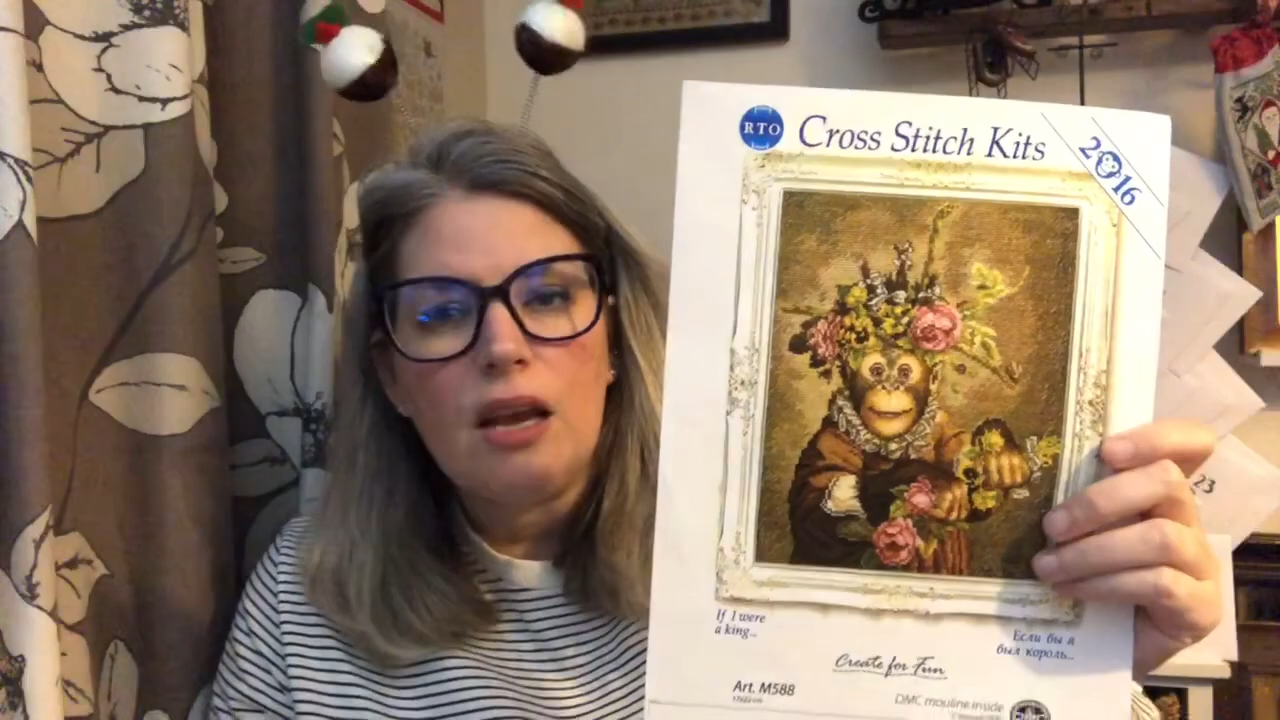 RTO
Cross Stitch Kits
2016
If I were
a king...
Если бы я
был король...
Create for Fun
Art. M588
DMC mouline inside
DMC
23